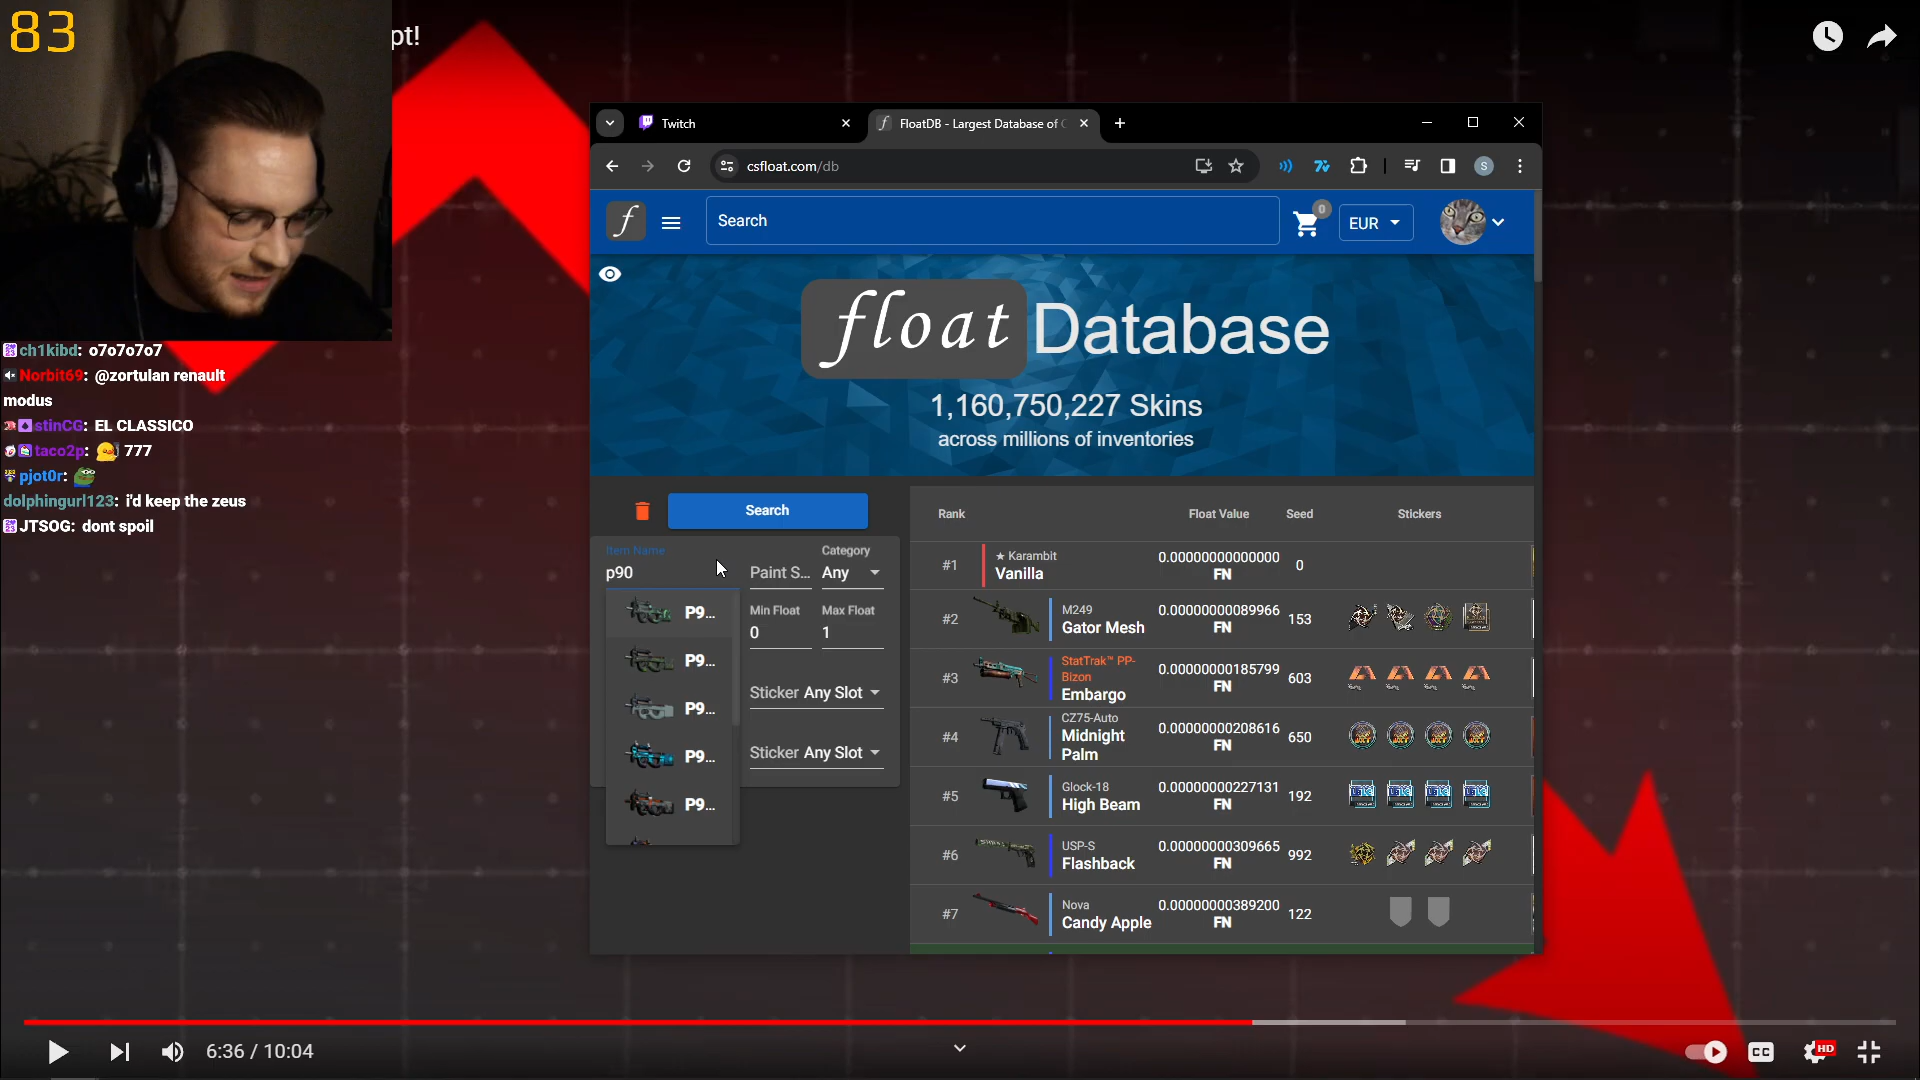 83
pt!
Twitch
FloatDB - Largest Database of C
csfloat.com/db
S
f
Search
0
EUR
float Database
1,160,750,227 Skins
across millions of inventories
ch1kibd: o7o7o7o7
Norbit69: @zortulan renault
modus
stinCG: EL CLASSICO
taco2p: 777
pjot0r:
dolphingurl123: i'd keep the zeus
JTSOG: dont spoil
Search
Item Name
p90
Paint S...
Category
Any
Min Float
0
Max Float
1
Sticker Any Slot
Sticker Any Slot
P9...
P9...
P9...
P9...
P9...
Rank Float Value Seed Stickers
#1 ★ Karambit Vanilla 0.00000000000000 FN 0
#2 M249 Gator Mesh 0.00000000089966 FN 153
#3 StatTrak™ PP-Bizon Embargo 0.00000000185799 FN 603
#4 CZ75-Auto Midnight Palm 0.00000000208616 FN 650
#5 Glock-18 High Beam 0.00000000227131 FN 192
#6 USP-S Flashback 0.00000000309665 FN 992
#7 Nova Candy Apple 0.00000000389200 FN 122
6:36 / 10:04
CC
HD